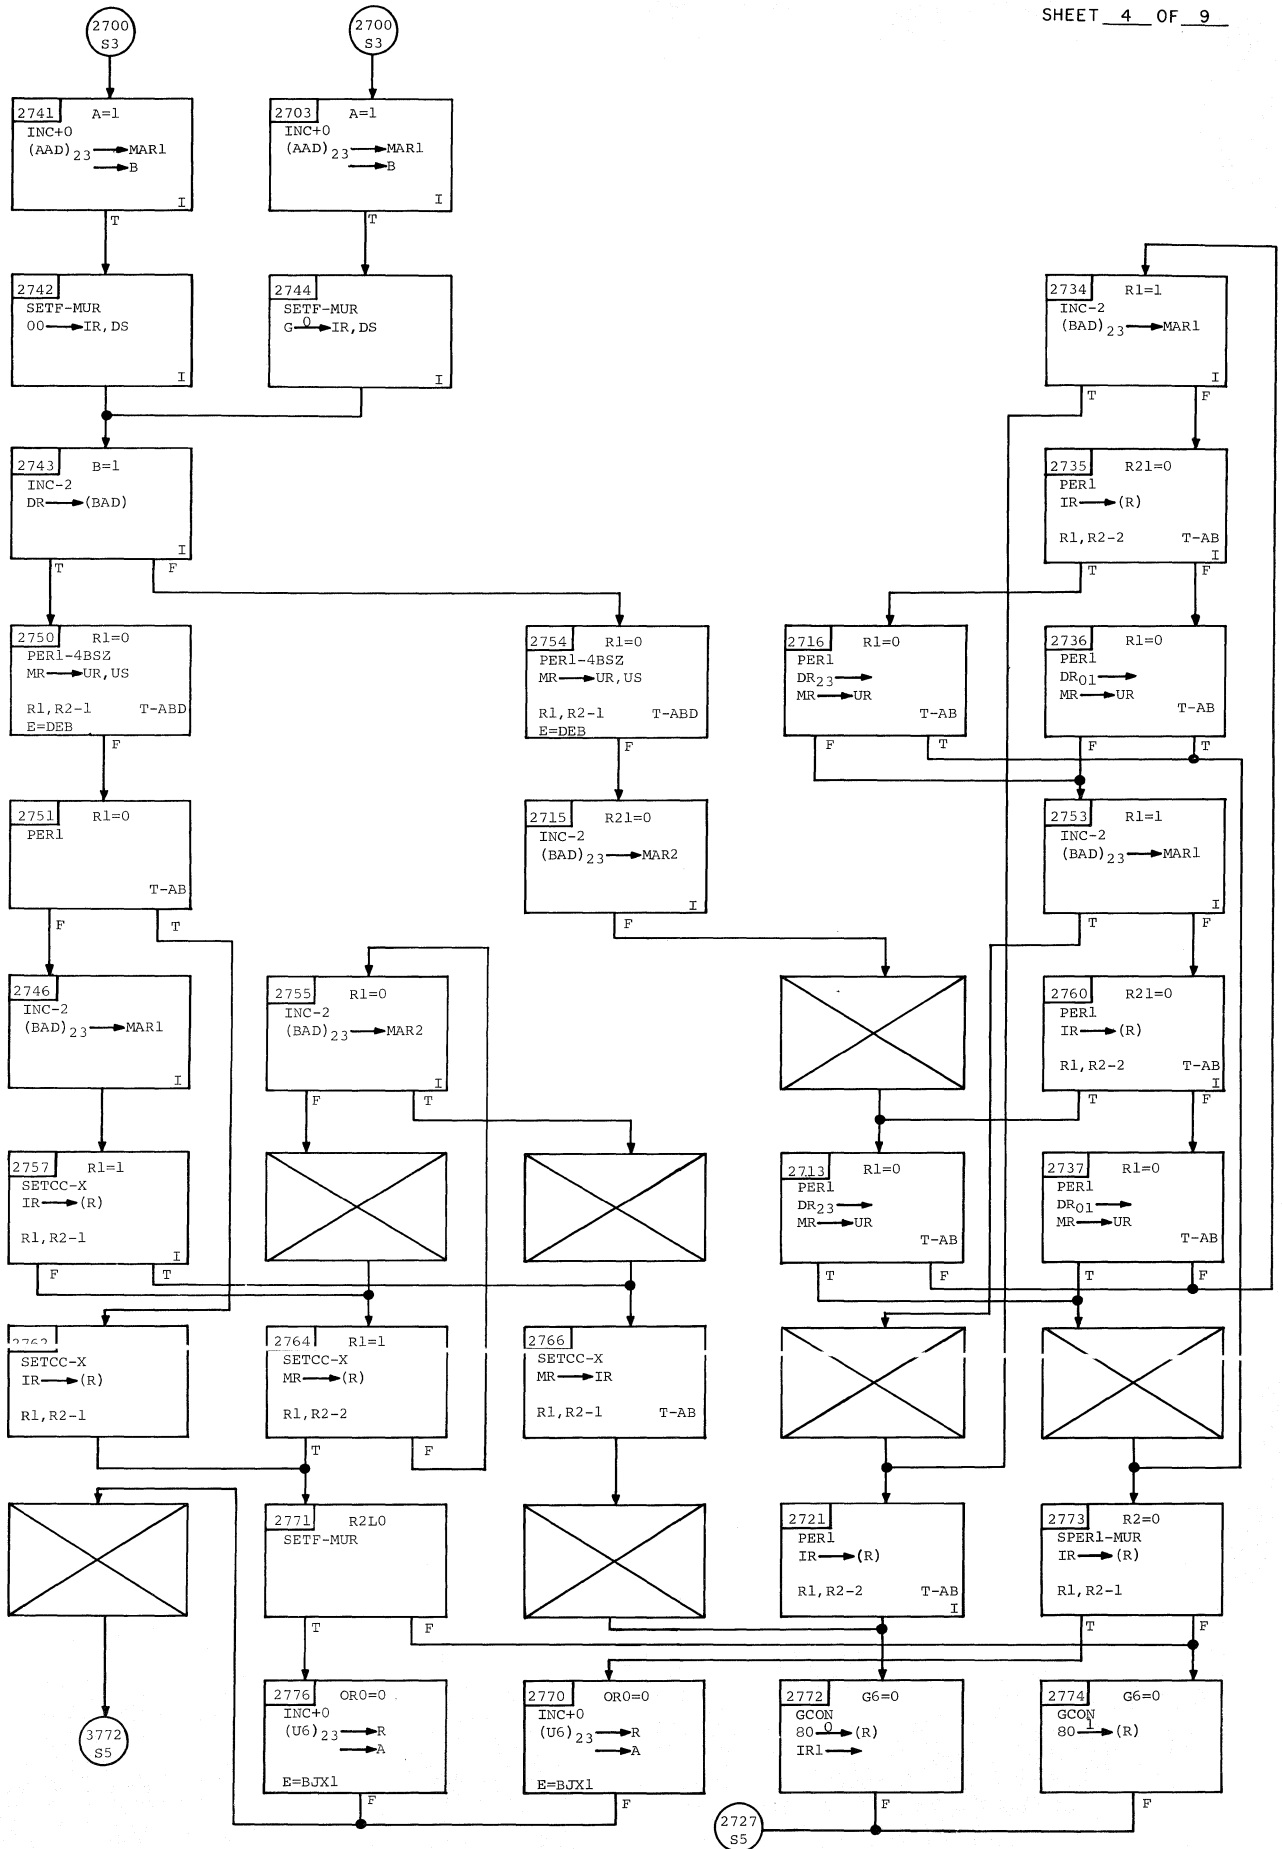 SHEET 4 OF 9
2700
S3
2700
S3
2741 A=1
INC+0
(AAD)23 → MAR1
→ B
I
T
2703 A=1
INC+0
(AAD)23 → MAR1
→ B
I
T
2742
SETF-MUR
00 → IR,DS
I
2744
SETF-MUR
G 0 → IR,DS
I
2734 R1=1
INC-2
(BAD)23 → MAR1
I
T F
2743 B=1
INC-2
DR → (BAD)
I
T F
2735 R21=0
PER1
IR → (R)
R1,R2-2 T-AB
I
T F
2750 R1=0
PER1-4BSZ
MR → UR,US
R1,R2-1 T-ABD
E=DEB
F
2754 R1=0
PER1-4BSZ
MR → UR,US
R1,R2-1 T-ABD
E=DEB
F
2716 R1=0
PER1
DR23 →
MR → UR
T-AB
F T
2736 R1=0
PER1
DR01 →
MR → UR
T-AB
F T
2751 R1=0
PER1
T-AB
F T
2715 R21=0
INC-2
(BAD)23 → MAR2
I
F
2753 R1=1
INC-2
(BAD)23 → MAR1
I
T F
2746
INC-2
(BAD)23 → MAR1
I
2755 R1=0
INC-2
(BAD)23 → MAR2
I
F T
2760 R21=0
PER1
IR → (R)
R1,R2-2 T-AB
I
T F
2757 R1=1
SETCC-X
IR → (R)
R1,R2-1
I
F T
2713 R1=0
PER1
DR23 →
MR → UR
T-AB
T F
2737 R1=0
PER1
DR01 →
MR → UR
T-AB
T F
SETCC-X
IR → (R)
R1,R2-1
2764 R1=1
SETCC-X
MR → (R)
R1,R2-2
T F
2766
SETCC-X
MR → IR
R1,R2-1 T-AB
2771 R2L0
SETF-MUR
T F
2721
PER1
IR → (R)
R1,R2-2 T-AB
I
2773 R2=0
SPER1-MUR
IR → (R)
R1,R2-1
T F
3772
S5
2776 OR0=0
INC+0
(U6)23 → R
→ A
E=BJX1
F
2770 OR0=0
INC+0
(U6)23 → R
→ A
E=BJX1
F
2772 G6=0
GCON
80 0 → (R)
IR1 →
F
2774 G6=0
GCON
80 1 → (R)
F
2727
S5